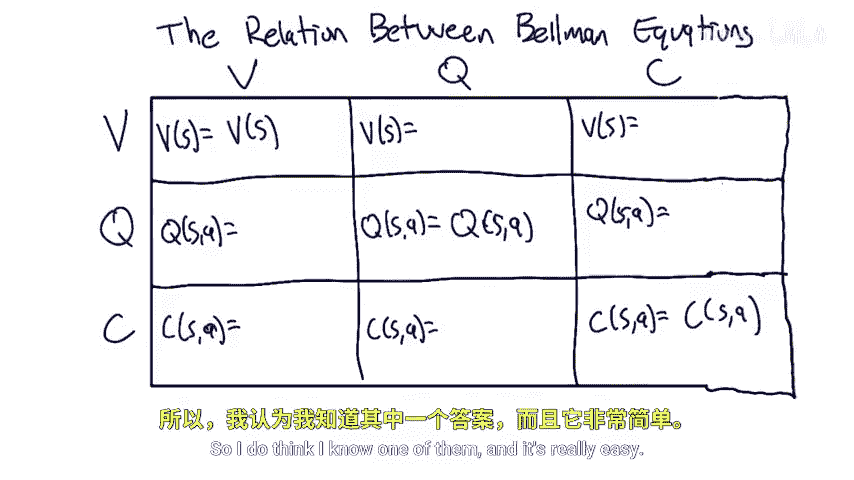 The Relation Between Bellman Equations
V Q C
V V(s)= V(s) V(s)= V(s)=
Q Q(s,a)= Q(s,a)= Q(s,a) Q(s,a)=
C C(s,a)= C(s,a)= C(s,a)= C(s,a)
所以，我认为我知道其中一个答案，而且它非常简单。
So I do think I know one of them, and it's really easy.